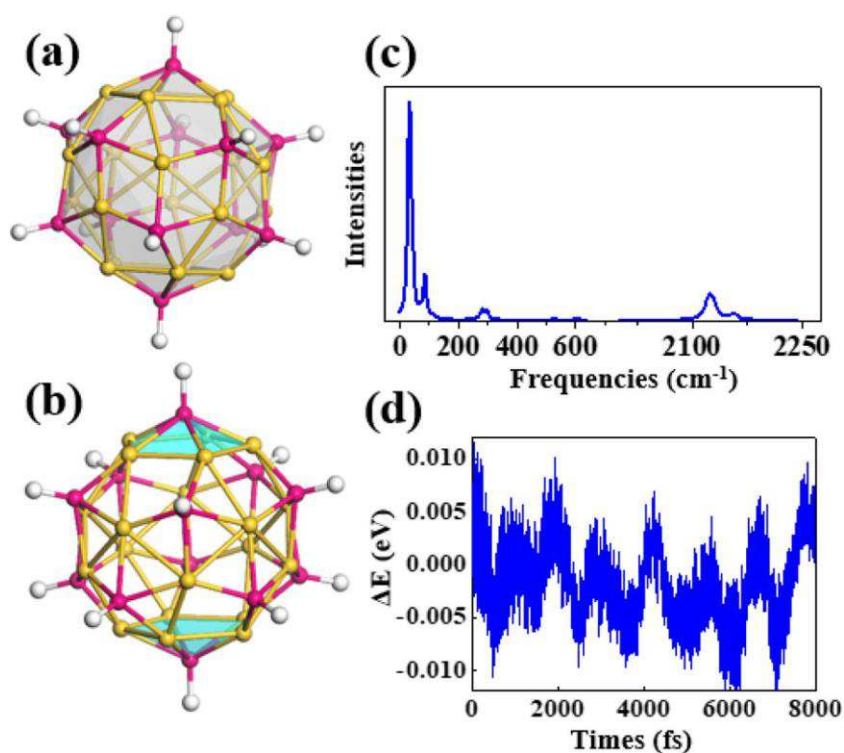 (a)
(c)
Intensities
0 200 400 600 2100 2250
Frequencies (cm-1)
(b)
(d)
ΔE (eV)
0.010
0.005
0.000
-0.005
-0.010
0 2000 4000 6000 8000
Times (fs)